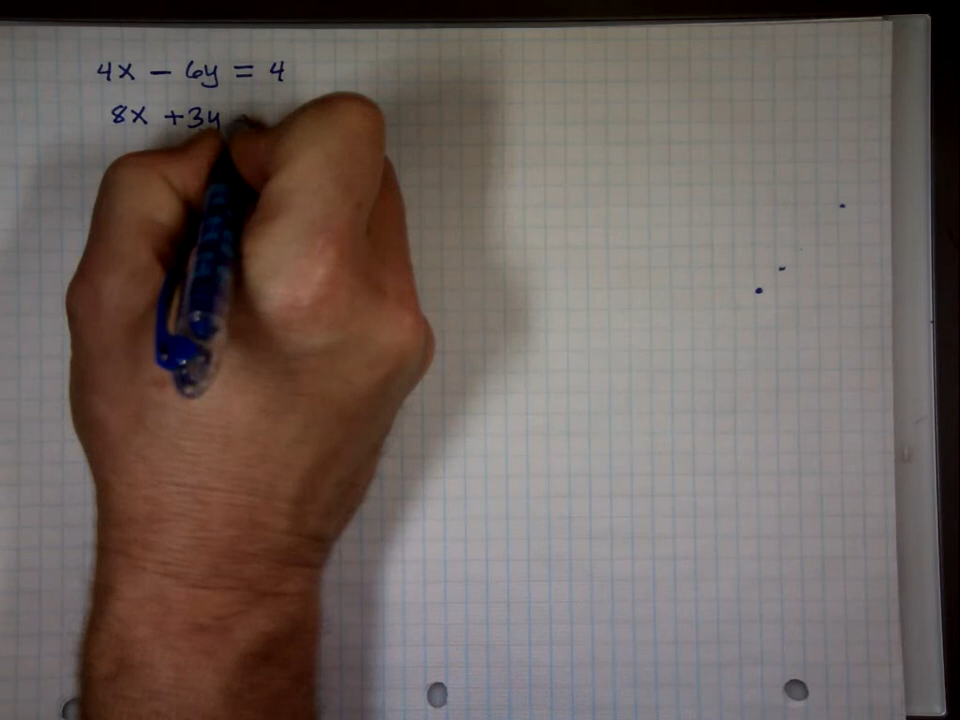 4x - 6y = 4
8x + 3y